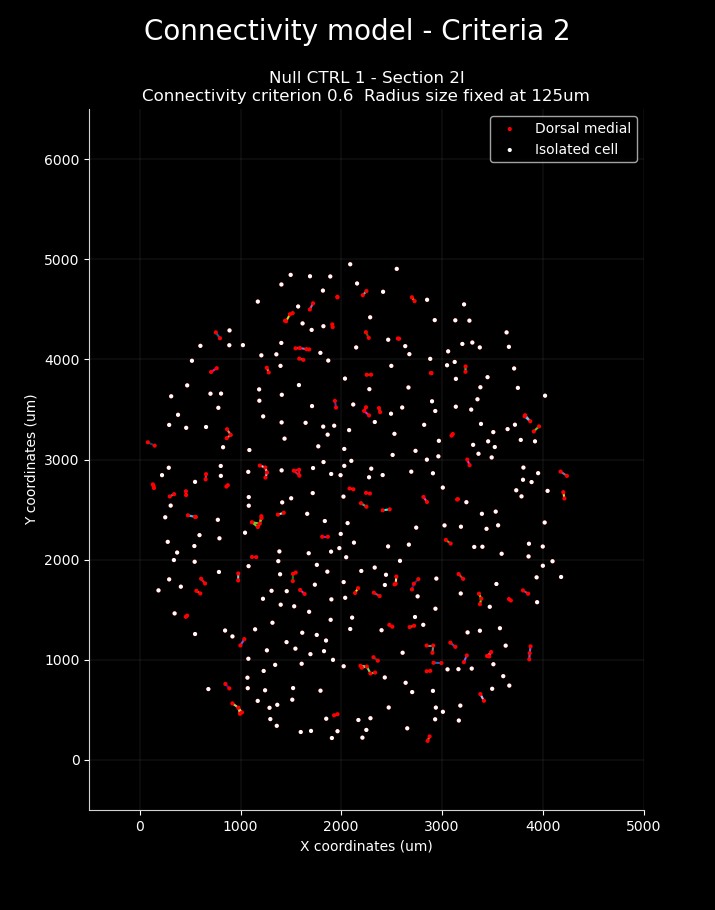 Connectivity model - Criteria 2
Null CTRL 1 - Section 2l
Connectivity criterion 0.6 Radius size fixed at 125um
Dorsal medial
Isolated cell
6000
5000
4000
3000
2000
1000
0
Y coordinates (um)
0 1000 2000 3000 4000 5000
X coordinates (um)